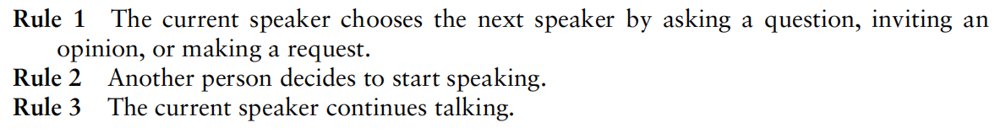 Rule 1 The current speaker chooses the next speaker by asking a question, inviting an
opinion, or making a request.
Rule 2 Another person decides to start speaking.
Rule 3 The current speaker continues talking.